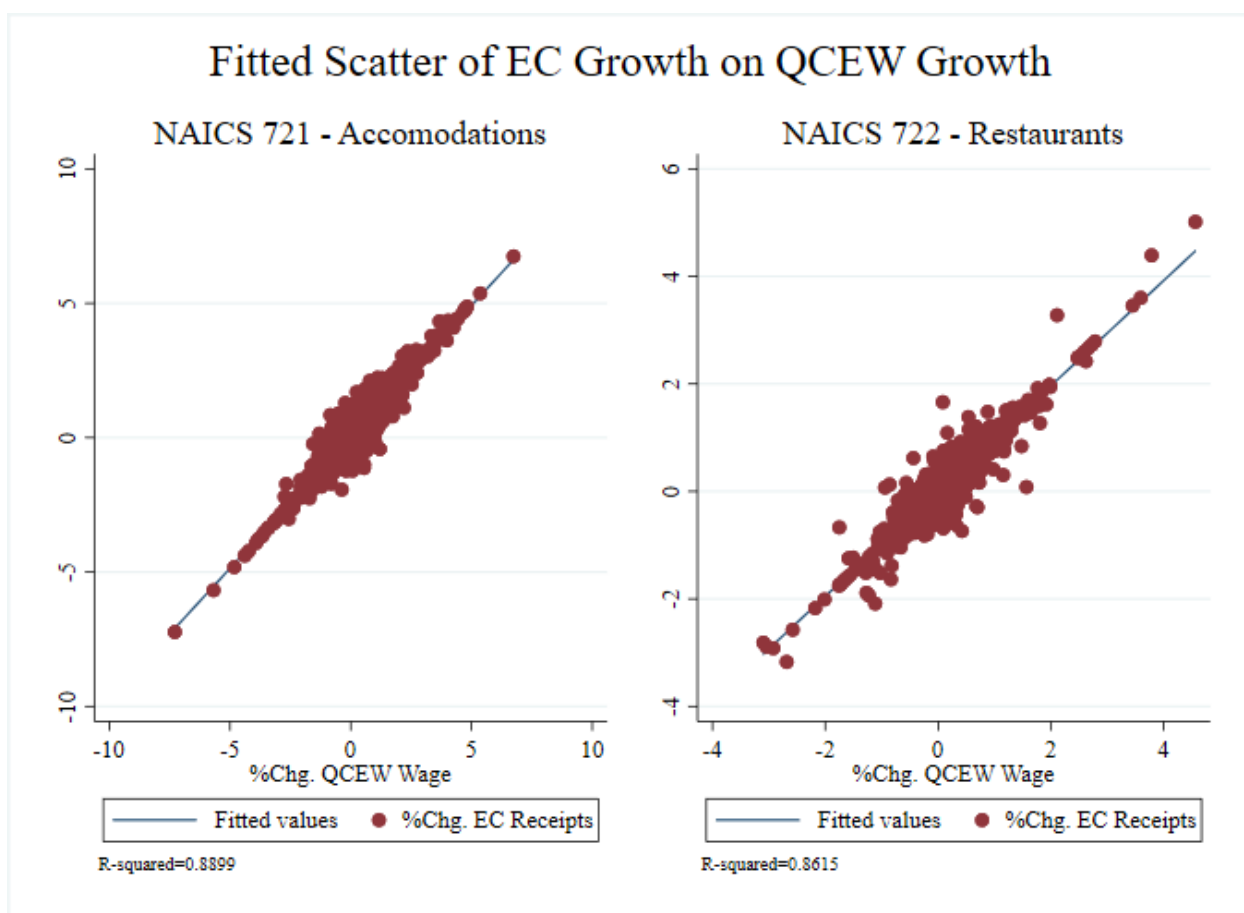 Fitted Scatter of EC Growth on QCEW Growth
NAICS 721 - Accomodations
10
5
0
-5
-10
-10 -5 0 5 10
%Chg. QCEW Wage
Fitted values %Chg. EC Receipts
R-squared=0.8899
NAICS 722 - Restaurants
6
4
2
0
-2
-4
-4 -2 0 2 4
%Chg. QCEW Wage
Fitted values %Chg. EC Receipts
R-squared=0.8615